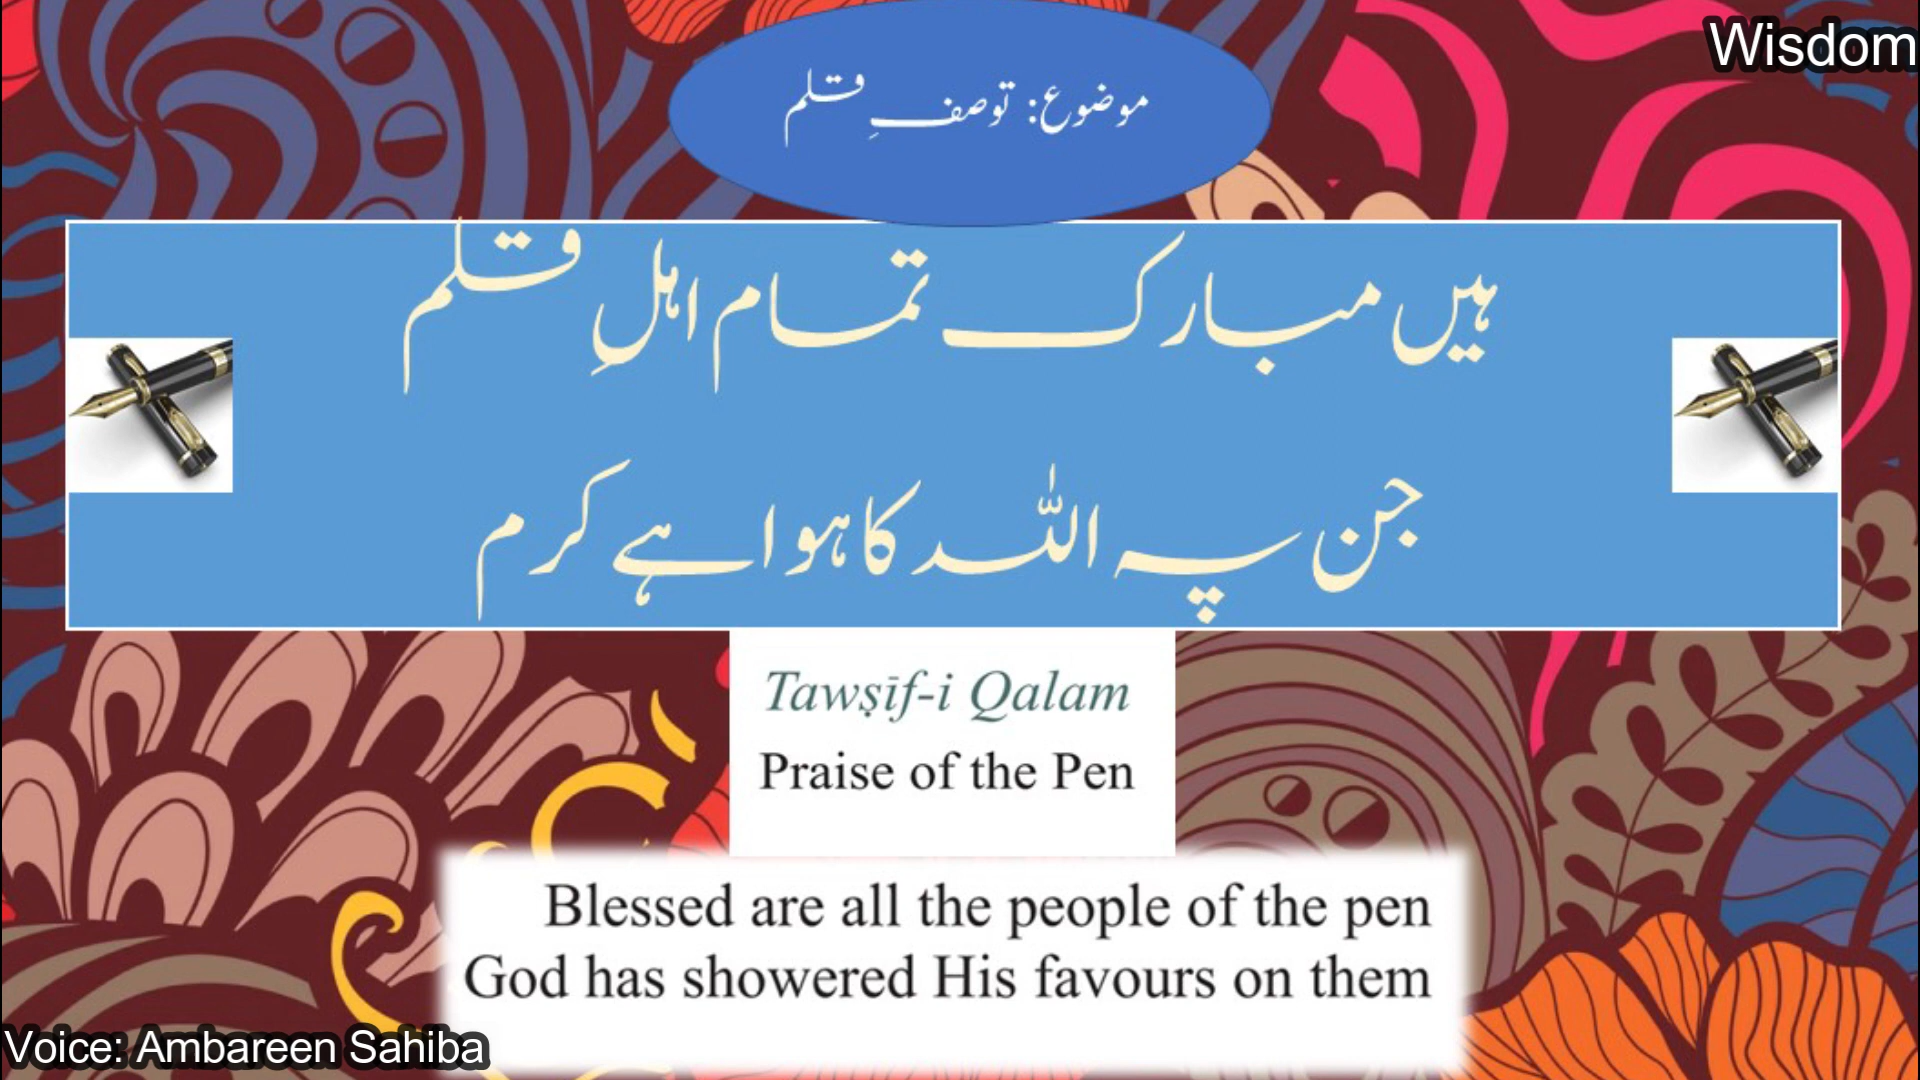 Wisdom
موضوع: توصفِ قلم
ہیں مبارک تمام اہلِ قلم
جن پہ اللہ کا ہوا ہے کرم
Tawṣīf-i Qalam
Praise of the Pen
Blessed are all the people of the pen
God has showered His favours on them
Voice: Ambareen Sahiba